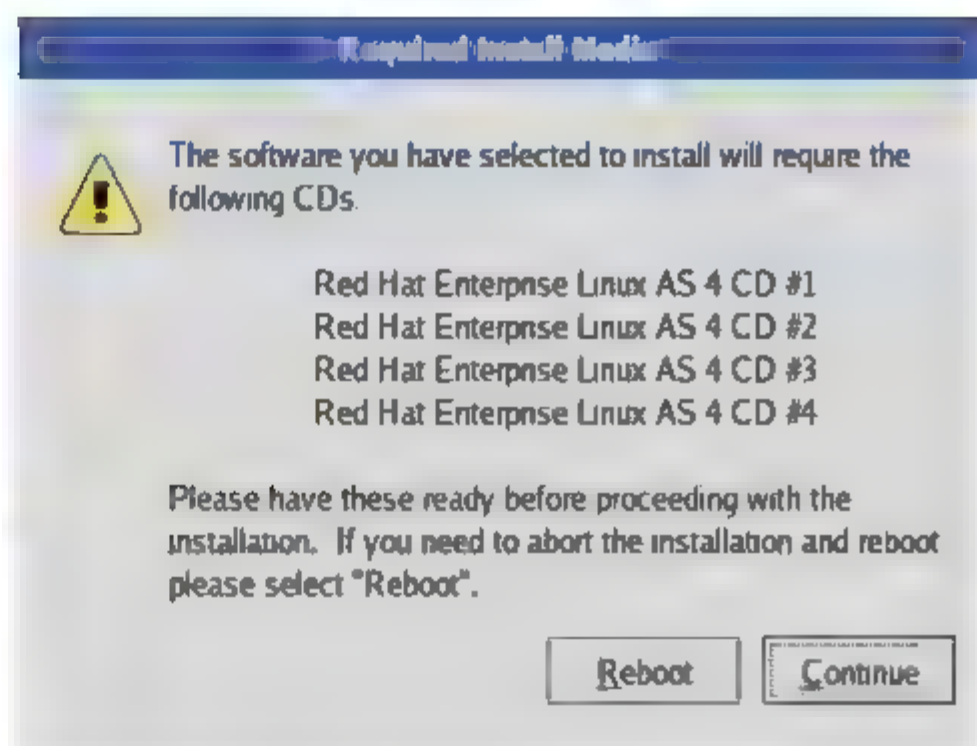 Required Install Media
The software you have selected to install will require the
following CDs.
Red Hat Enterprise Linux AS 4 CD #1
Red Hat Enterprise Linux AS 4 CD #2
Red Hat Enterprise Linux AS 4 CD #3
Red Hat Enterprise Linux AS 4 CD #4
Please have these ready before proceeding with the
installation.  If you need to abort the installation and reboot
please select "Reboot".
Reboot
Continue